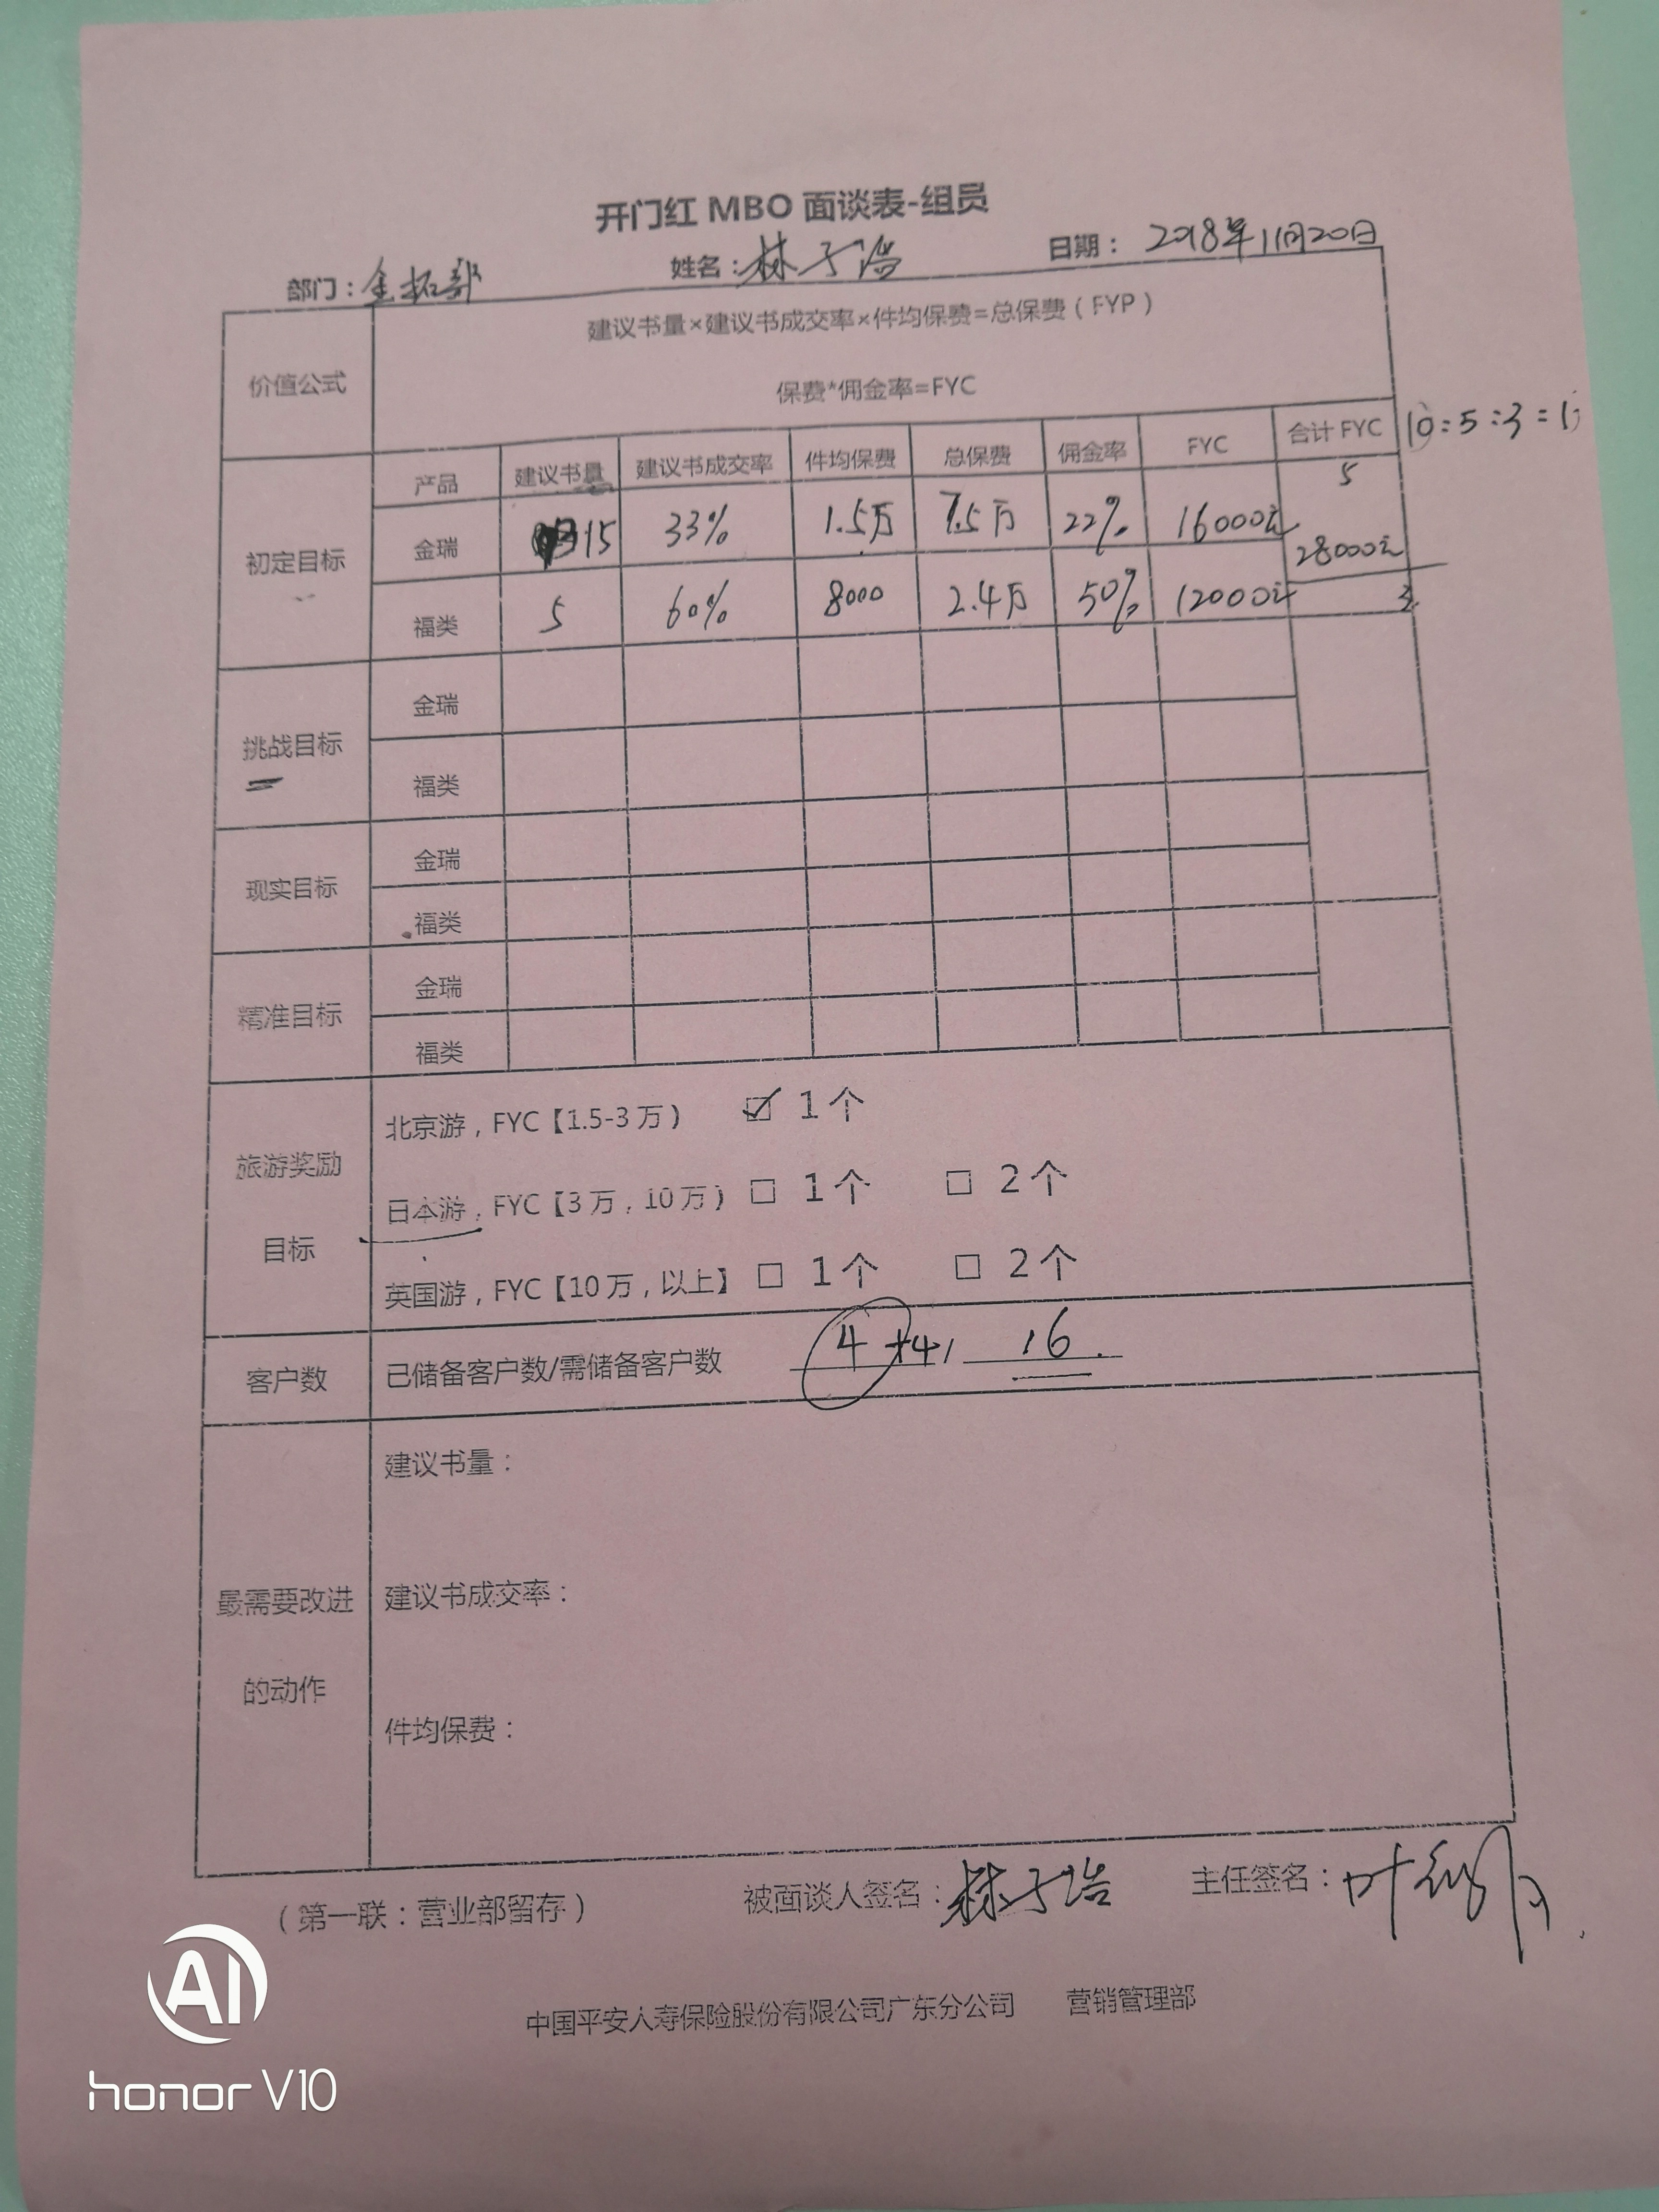 开门红 MBO 面谈表-组员
部门：金拓部 姓名：林子浩 日期：2018年11月20日
价值公式
建议书量×建议书成交率×件均保费=总保费（FYP）
保费*佣金率=FYC
10:5:3=1
产品 建议书量 建议书成交率 件均保费 总保费 佣金率 FYC 合计 FYC
5
初定目标
金瑞 15 33% 1.5万 7.5万 22% 16000元
28000元
福类 5 60% 8000 2.4万 50% 12000元
3
挑战目标
金瑞
福类
现实目标
金瑞
福类
精准目标
金瑞
福类
旅游奖励
目标
北京游，FYC【1.5-3 万） ☑ 1个
日本游，FYC【3 万，10 万） □ 1个 □ 2个
英国游，FYC【10 万，以上】 □ 1个 □ 2个
客户数 已储备客户数/需储备客户数 4+4/ 16
最需要改进
的动作
建议书量：
建议书成交率：
件均保费：
（第一联：营业部留存） 被面谈人签名：林子浩 主任签名：叶
中国平安人寿保险股份有限公司广东分公司 营销管理部
AI
honor V10